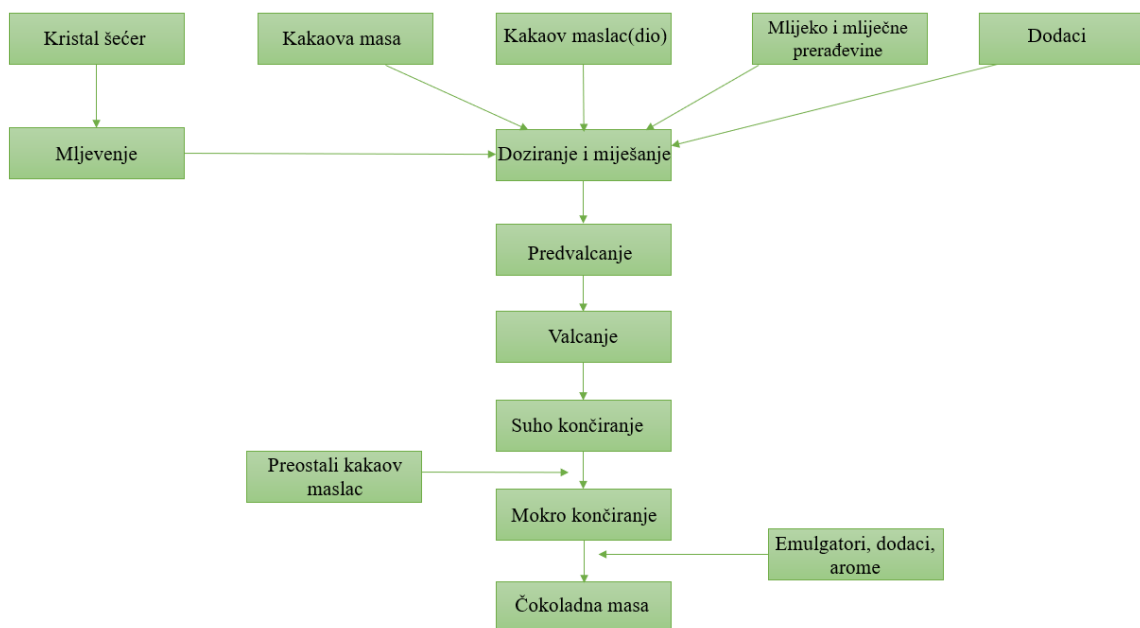 Kristal šećer
Kakaova masa
Kakaov maslac(dio)
Mlijeko i mliječne
prerađevine
Dodaci
Mljevenje
Doziranje i miješanje
Predvalcanje
Valcanje
Suho končiranje
Preostali kakaov
maslac
Mokro končiranje
Emulgatori, dodaci,
arome
Čokoladna masa